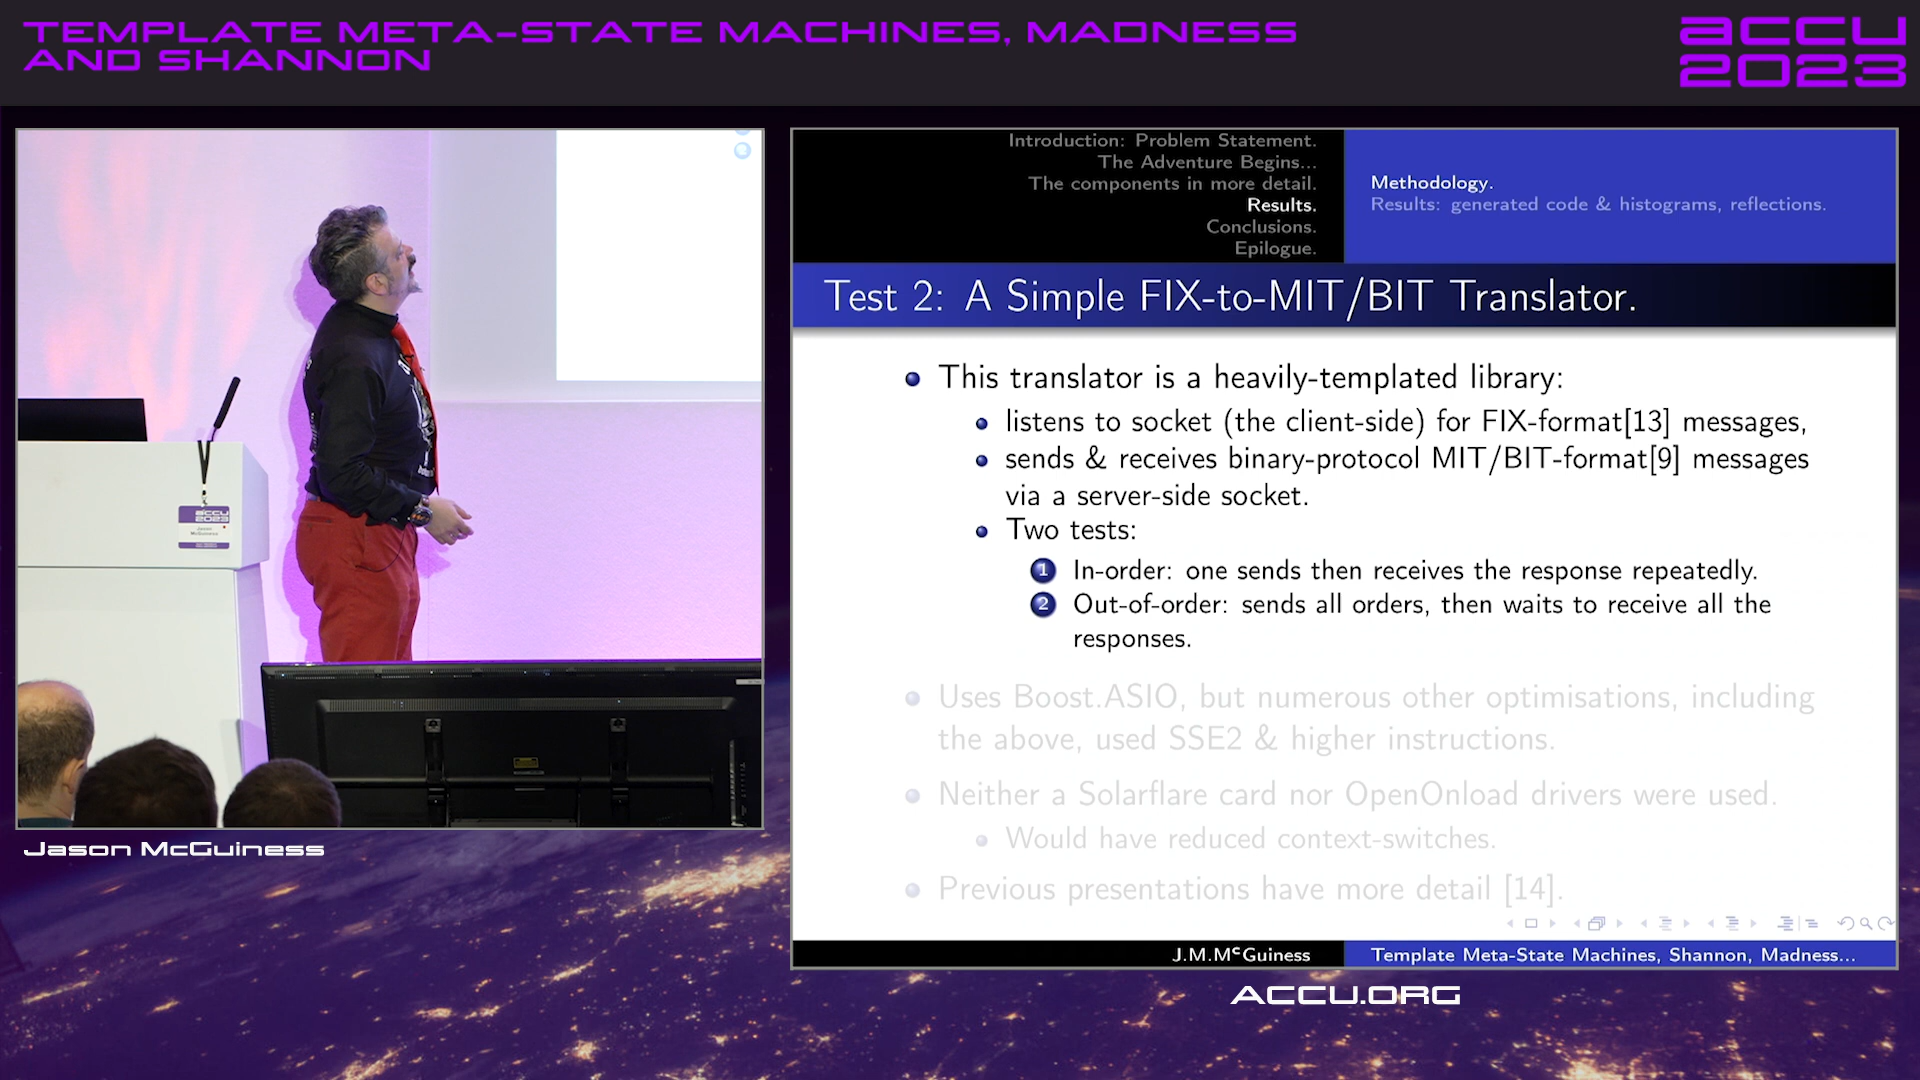 TEMPLATE META-STATE MACHINES, MADNESS
AND SHANNON
accu
2023
accu
2023
Jason
McGuiness
Jason McGuiness
Introduction: Problem Statement.
The Adventure Begins...
The components in more detail.
Results.
Conclusions.
Epilogue.
Methodology.
Results: generated code & histograms, reflections.
Test 2: A Simple FIX-to-MIT/BIT Translator.
This translator is a heavily-templated library:
listens to socket (the client-side) for FIX-format[13] messages,
sends & receives binary-protocol MIT/BIT-format[9] messages
via a server-side socket.
Two tests:
1 In-order: one sends then receives the response repeatedly.
2 Out-of-order: sends all orders, then waits to receive all the
responses.
Uses Boost.ASIO, but numerous other optimisations, including
the above, used SSE2 & higher instructions.
Neither a Solarflare card nor OpenOnload drivers were used.
Would have reduced context-switches.
Previous presentations have more detail [14].
J.M.McGuiness
Template Meta-State Machines, Shannon, Madness...
ACCU.ORG